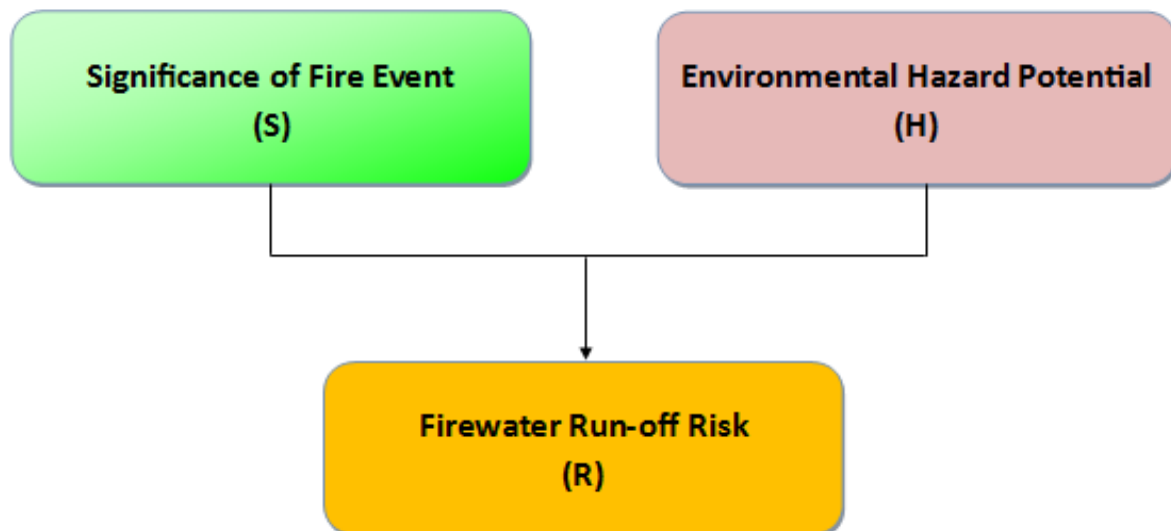 Significance of Fire Event
(S)
Environmental Hazard Potential
(H)
Firewater Run-off Risk
(R)